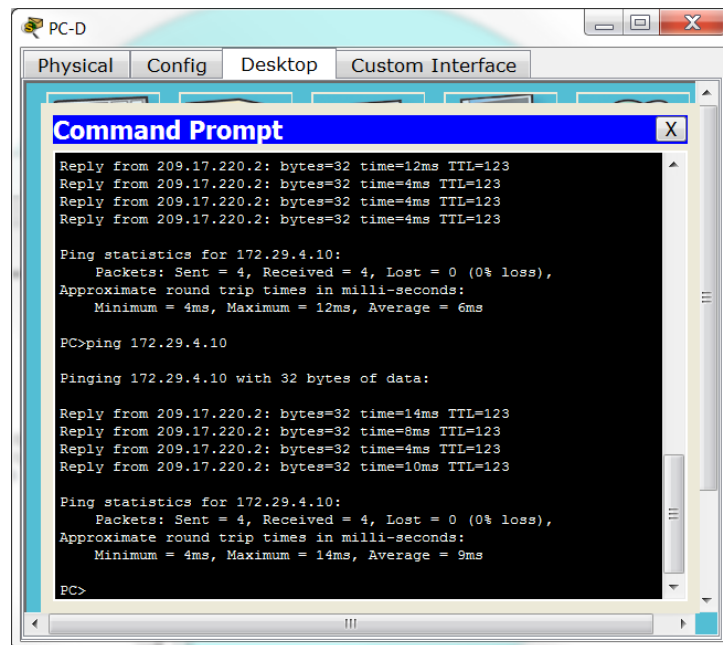 PC-D
Physical Config Desktop Custom Interface
Command Prompt X
Reply from 209.17.220.2: bytes=32 time=12ms TTL=123
Reply from 209.17.220.2: bytes=32 time=4ms TTL=123
Reply from 209.17.220.2: bytes=32 time=4ms TTL=123
Reply from 209.17.220.2: bytes=32 time=4ms TTL=123
Ping statistics for 172.29.4.10:
Packets: Sent = 4, Received = 4, Lost = 0 (0% loss),
Approximate round trip times in milli-seconds:
Minimum = 4ms, Maximum = 12ms, Average = 6ms
PC>ping 172.29.4.10
Pinging 172.29.4.10 with 32 bytes of data:
Reply from 209.17.220.2: bytes=32 time=14ms TTL=123
Reply from 209.17.220.2: bytes=32 time=8ms TTL=123
Reply from 209.17.220.2: bytes=32 time=4ms TTL=123
Reply from 209.17.220.2: bytes=32 time=10ms TTL=123
Ping statistics for 172.29.4.10:
Packets: Sent = 4, Received = 4, Lost = 0 (0% loss),
Approximate round trip times in milli-seconds:
Minimum = 4ms, Maximum = 14ms, Average = 9ms
PC>